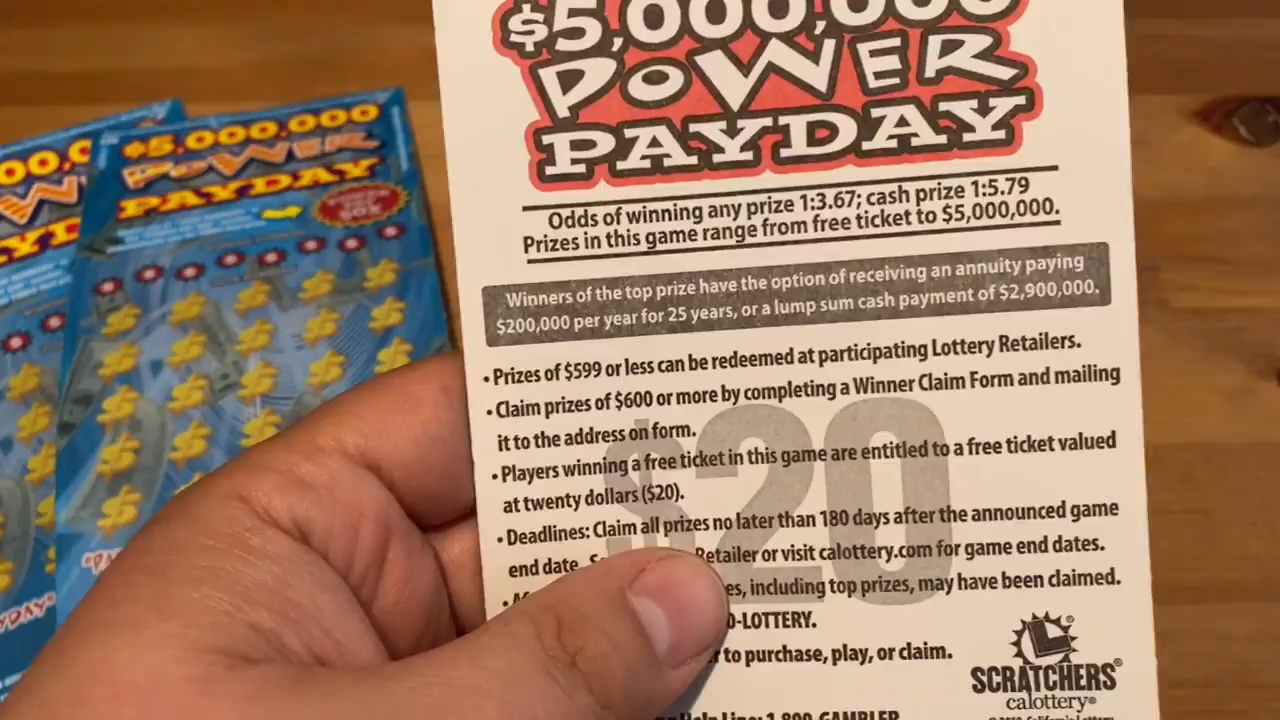 $5,000,000
POWER
PAYDAY
Odds of winning any prize 1:3.67; cash prize 1:5.79
Prizes in this game range from free ticket to $5,000,000.
Winners of the top prize have the option of receiving an annuity paying
$200,000 per year for 25 years, or a lump sum cash payment of $2,900,000.
• Prizes of $599 or less can be redeemed at participating Lottery Retailers.
• Claim prizes of $600 or more by completing a Winner Claim Form and mailing
it to the address on form.
• Players winning a free ticket in this game are entitled to a free ticket valued
at twenty dollars ($20).
• Deadlines: Claim all prizes no later than 180 days after the announced game
end date. Retailer or visit calottery.com for game end dates.
including top prizes, may have been claimed.
-LOTTERY.
to purchase, play, or claim.
Help Line: 1-800-GAMBLER
$20
SCRATCHERS®
calottery®
$5,000,000
POWER
PAYDAY